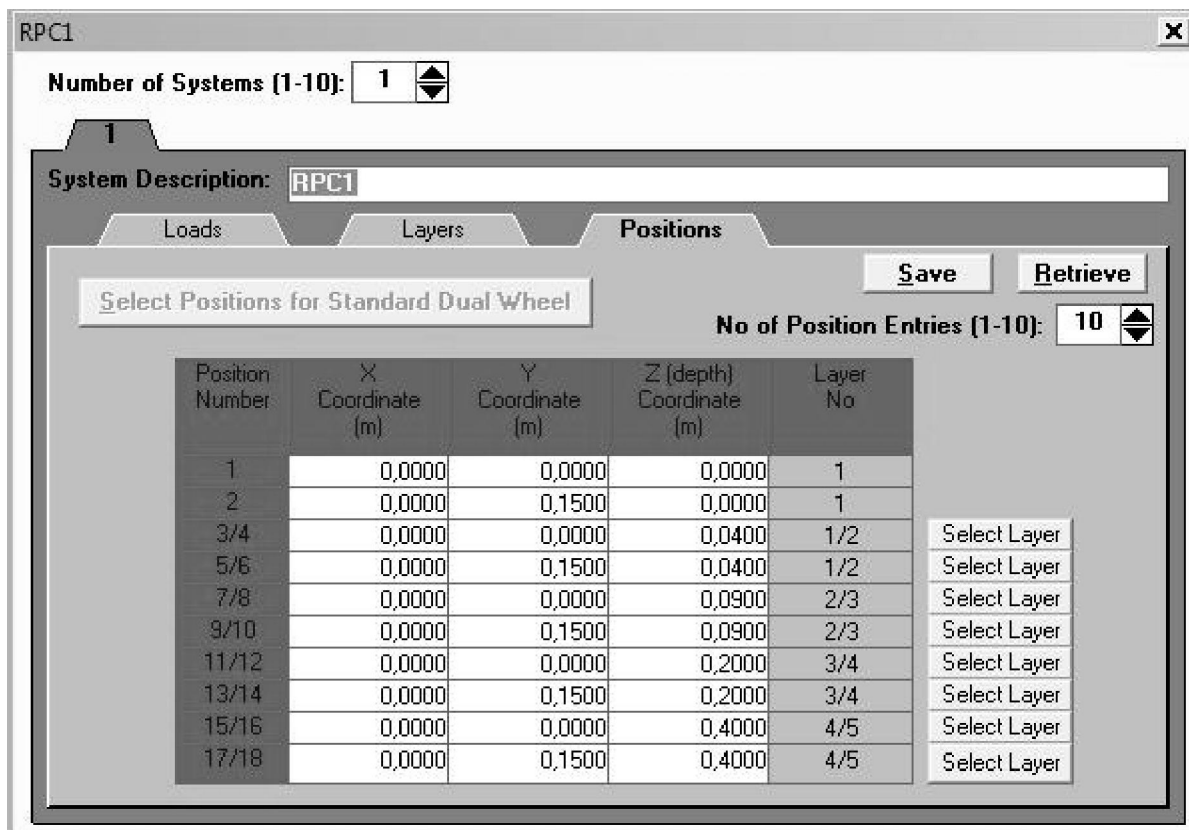 RPC1
Number of Systems (1-10): 1
1
System Description: RPC1
Loads Layers Positions
Save Retrieve
Select Positions for Standard Dual Wheel
No of Position Entries (1-10): 10
Position Number X Coordinate (m) Y Coordinate (m) Z (depth) Coordinate (m) Layer No
1 0,0000 0,0000 0,0000 1
2 0,0000 0,1500 0,0000 1
3/4 0,0000 0,0000 0,0400 1/2 Select Layer
5/6 0,0000 0,1500 0,0400 1/2 Select Layer
7/8 0,0000 0,0000 0,0900 2/3 Select Layer
9/10 0,0000 0,1500 0,0900 2/3 Select Layer
11/12 0,0000 0,0000 0,2000 3/4 Select Layer
13/14 0,0000 0,1500 0,2000 3/4 Select Layer
15/16 0,0000 0,0000 0,4000 4/5 Select Layer
17/18 0,0000 0,1500 0,4000 4/5 Select Layer